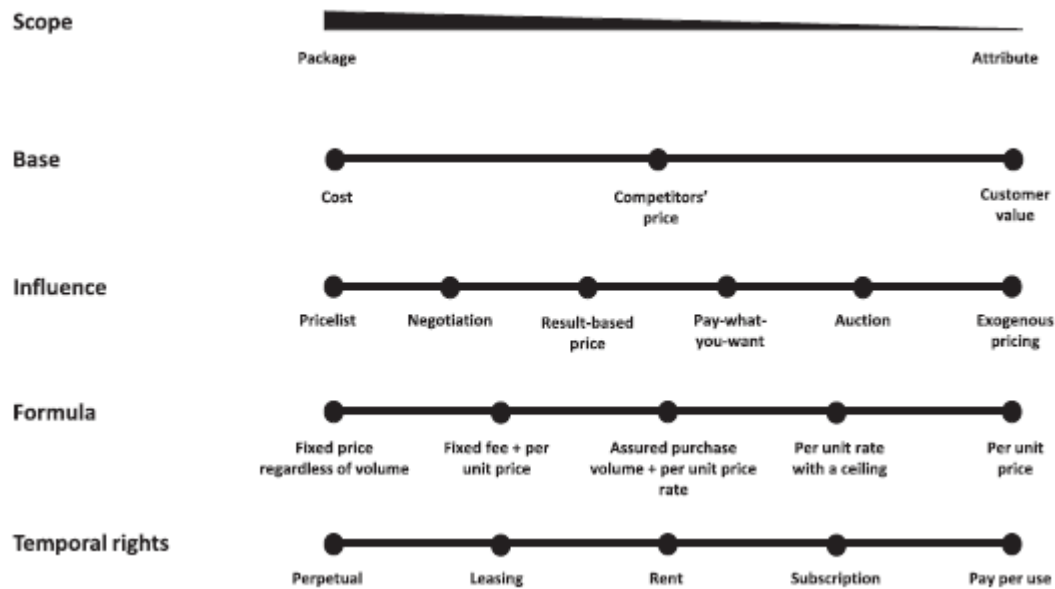 Scope
Package
Attribute
Base
Cost
Competitors'
price
Customer
value
Influence
Pricelist
Negotiation
Result-based
price
Pay-what-
you-want
Auction
Exogenous
pricing
Formula
Fixed price
regardless of volume
Fixed fee + per
unit price
Assured purchase
volume + per unit price
rate
Per unit rate
with a ceiling
Per unit
price
Temporal rights
Perpetual
Leasing
Rent
Subscription
Pay per use